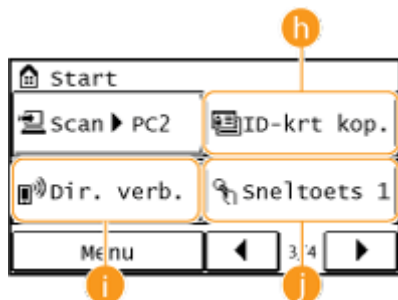 h
Start
Scan▶ PC2
ID-krt kop.
Dir. verb.
Sneltoets 1
Menu
◀ 3/4 ▶
i
j